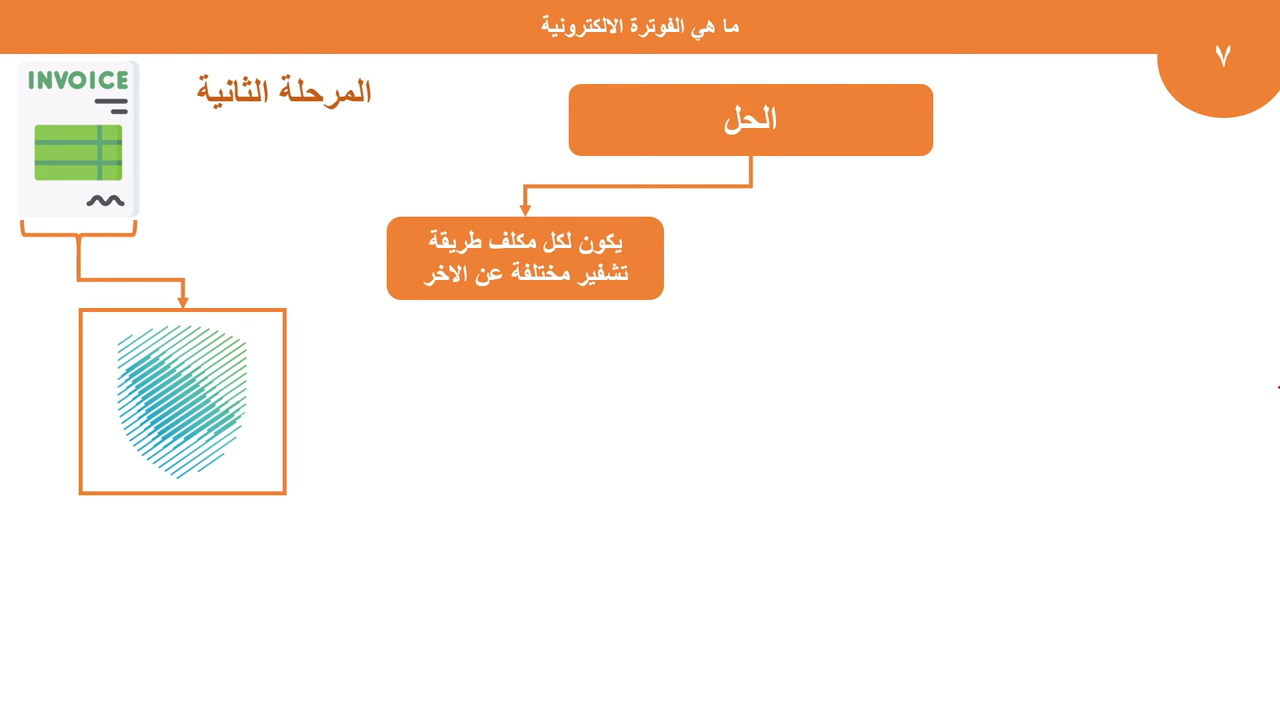 ما هي الفوترة الالكترونية
٧
المرحلة الثانية
INVOICE
الحل
يكون لكل مكلف طريقة
تشفير مختلفة عن الاخر